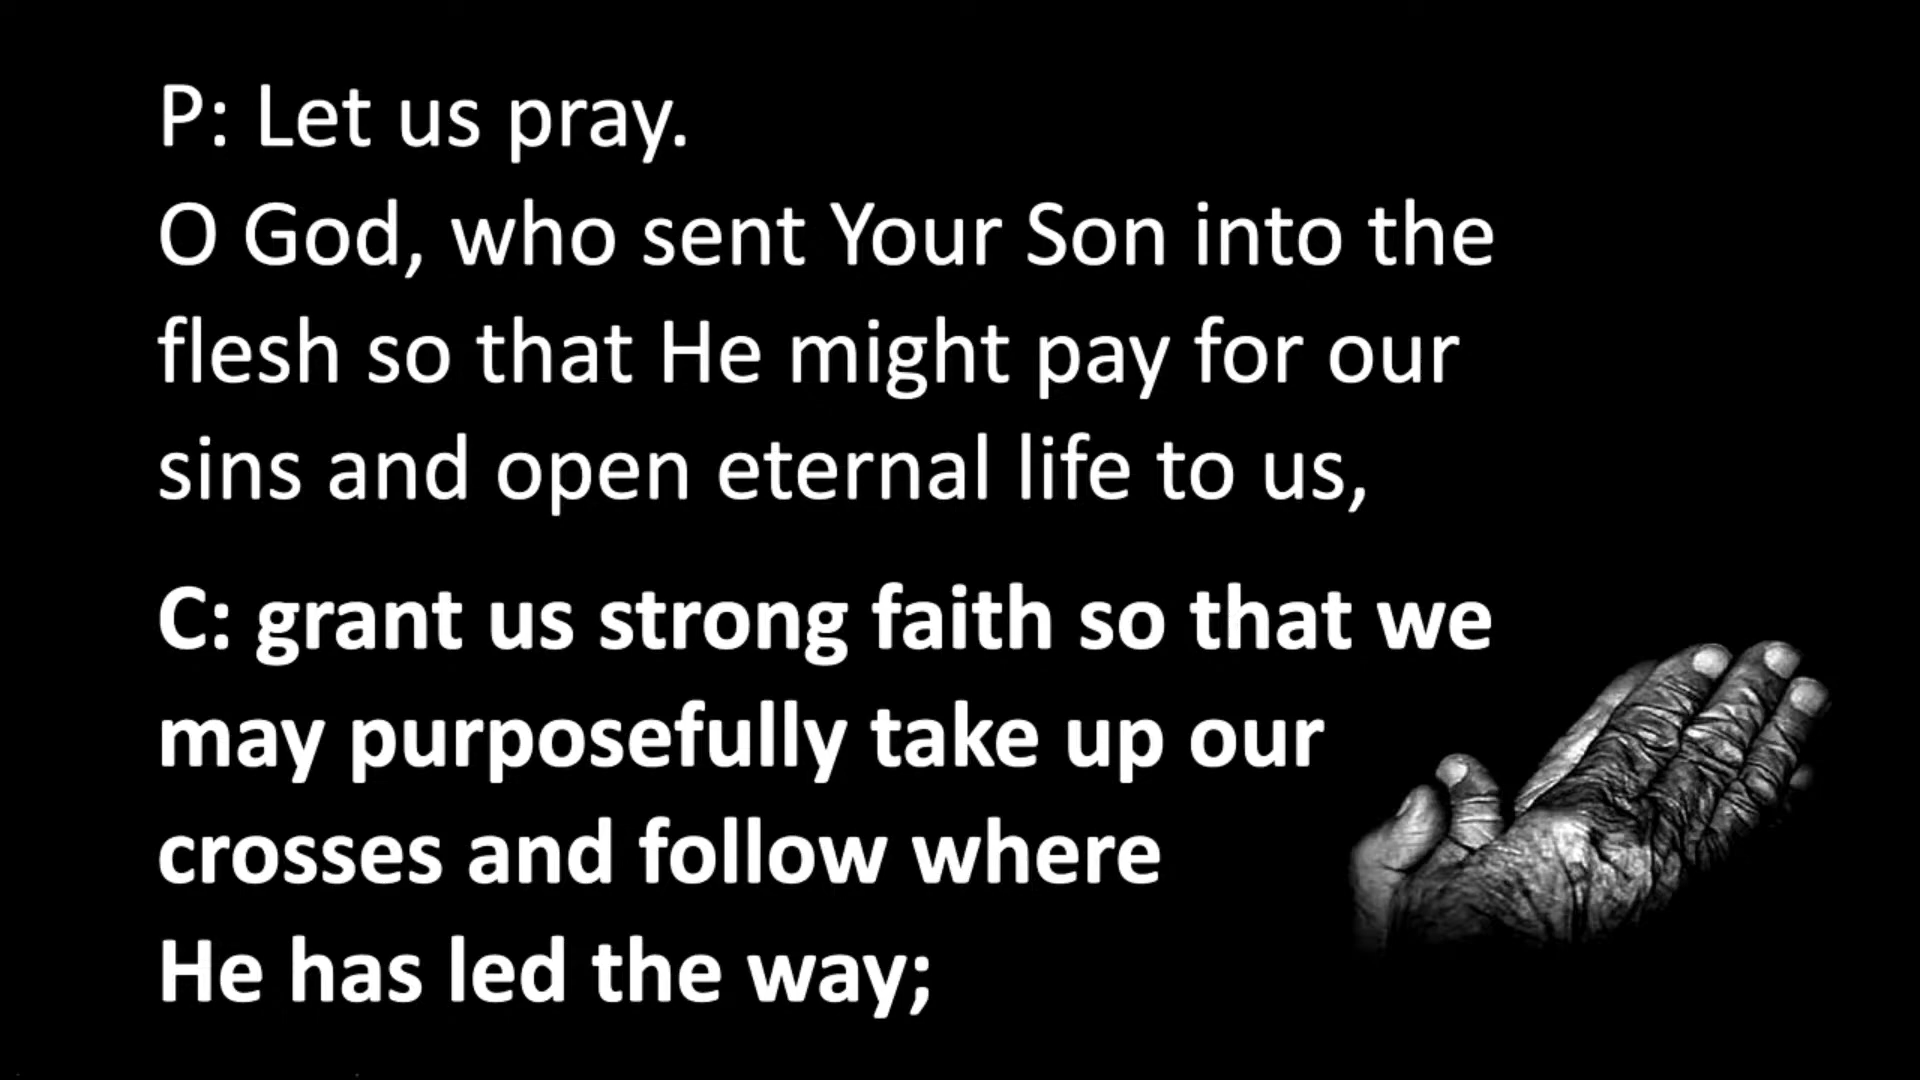 P: Let us pray.
O God, who sent Your Son into the
flesh so that He might pay for our
sins and open eternal life to us,
C: grant us strong faith so that we
may purposefully take up our
crosses and follow where
He has led the way;